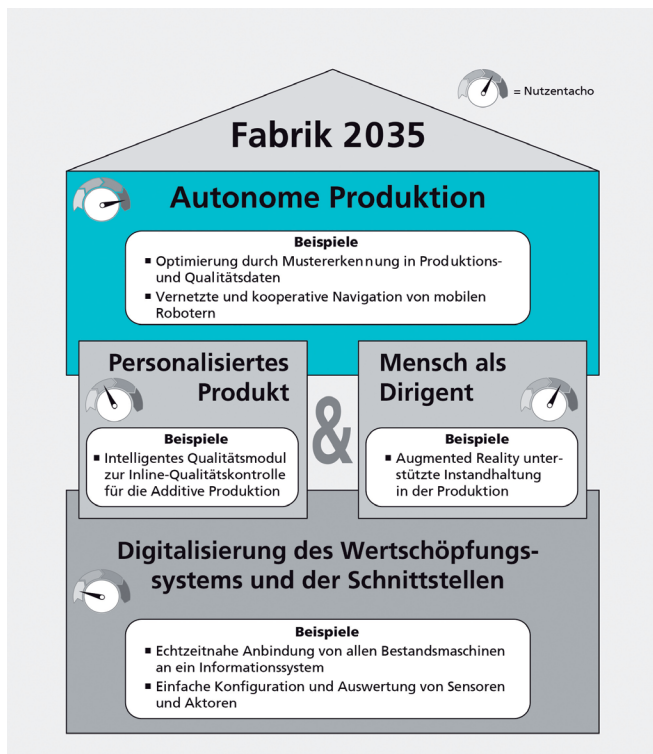 = Nutzentacho
Fabrik 2035
Autonome Produktion
Beispiele
▪ Optimierung durch Mustererkennung in Produktions-
und Qualitätsdaten
▪ Vernetzte und kooperative Navigation von mobilen
Robotern
Personalisiertes
Produkt
Beispiele
▪ Intelligentes Qualitätsmodul
zur Inline-Qualitätskontrolle
für die Additive Produktion
&
Mensch als
Dirigent
Beispiele
▪ Augmented Reality unter-
stützte Instandhaltung
in der Produktion
Digitalisierung des Wertschöpfungs-
systems und der Schnittstellen
Beispiele
▪ Echtzeitnahe Anbindung von allen Bestandsmaschinen
an ein Informationssystem
▪ Einfache Konfiguration und Auswertung von Sensoren
und Aktoren